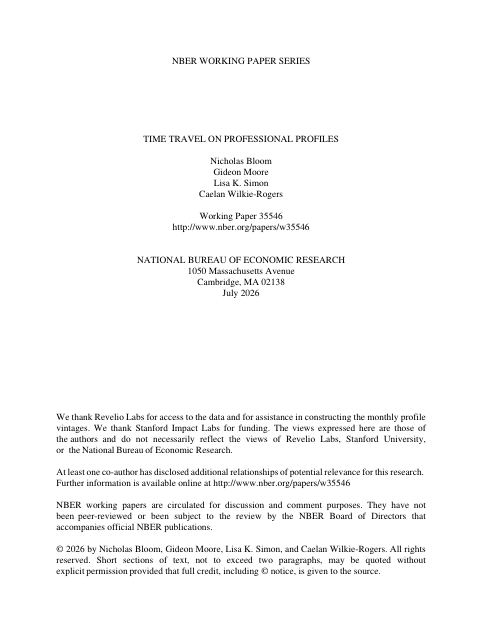 NBER WORKING PAPER SERIES
TIME TRAVEL ON PROFESSIONAL PROFILES
Nicholas Bloom
Gideon Moore
Lisa K. Simon
Caelan Wilkie-Rogers
Working Paper 35546
http://www.nber.org/papers/w35546
NATIONAL BUREAU OF ECONOMIC RESEARCH
1050 Massachusetts Avenue
Cambridge, MA 02138
July 2026
We thank Revelio Labs for access to the data and for assistance in constructing the monthly profile
vintages. We thank Stanford Impact Labs for funding. The views expressed here are those of
the authors and do not necessarily reflect the views of Revelio Labs, Stanford University,
or the National Bureau of Economic Research.
At least one co-author has disclosed additional relationships of potential relevance for this research.
Further information is available online at http://www.nber.org/papers/w35546
NBER working papers are circulated for discussion and comment purposes. They have not
been peer-reviewed or been subject to the review by the NBER Board of Directors that
accompanies official NBER publications.
© 2026 by Nicholas Bloom, Gideon Moore, Lisa K. Simon, and Caelan Wilkie-Rogers. All rights
reserved. Short sections of text, not to exceed two paragraphs, may be quoted without
explicit permission provided that full credit, including © notice, is given to the source.